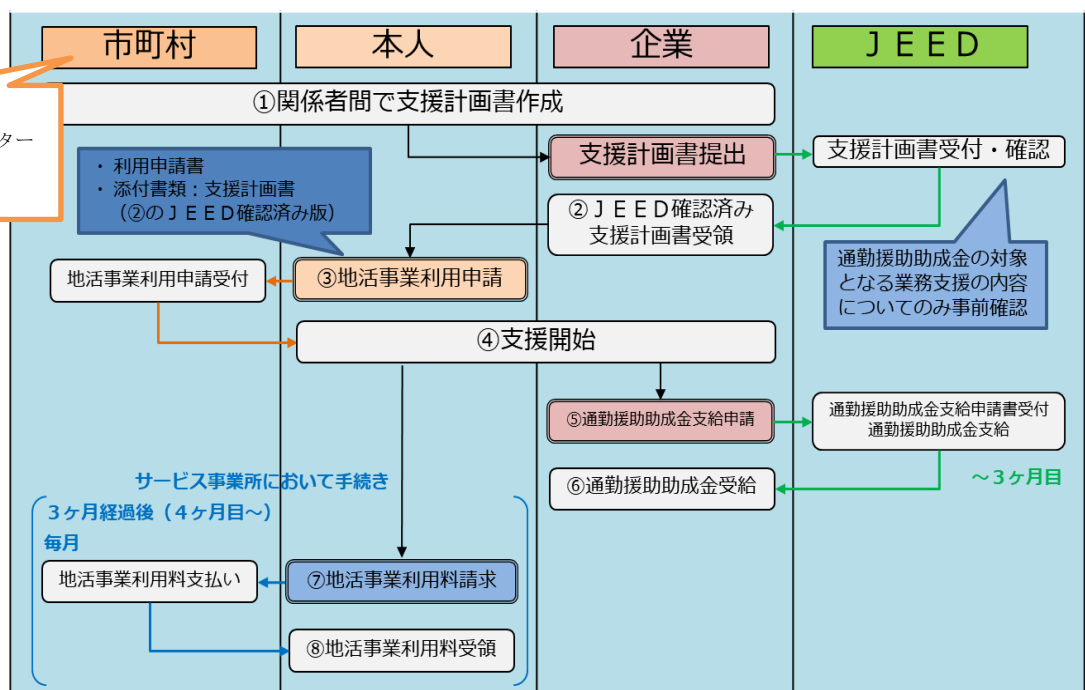 市町村
本人
企業
ＪＥＥＤ
①関係者間で支援計画書作成
ター
・ 利用申請書
・ 添付書類：支援計画書
（②のＪＥＥＤ確認済み版）
支援計画書提出
支援計画書受付・確認
②ＪＥＥＤ確認済み
支援計画書受領
通勤援助助成金の対象
となる業務支援の内容
についてのみ事前確認
地活事業利用申請受付
③地活事業利用申請
④支援開始
⑤通勤援助助成金支給申請
通勤援助助成金支給申請書受付
通勤援助助成金支給
～３ヶ月目
⑥通勤援助助成金受給
サービス事業所において手続き
３ヶ月経過後（４ヶ月目～）
毎月
地活事業利用料支払い
⑦地活事業利用料請求
⑧地活事業利用料受領